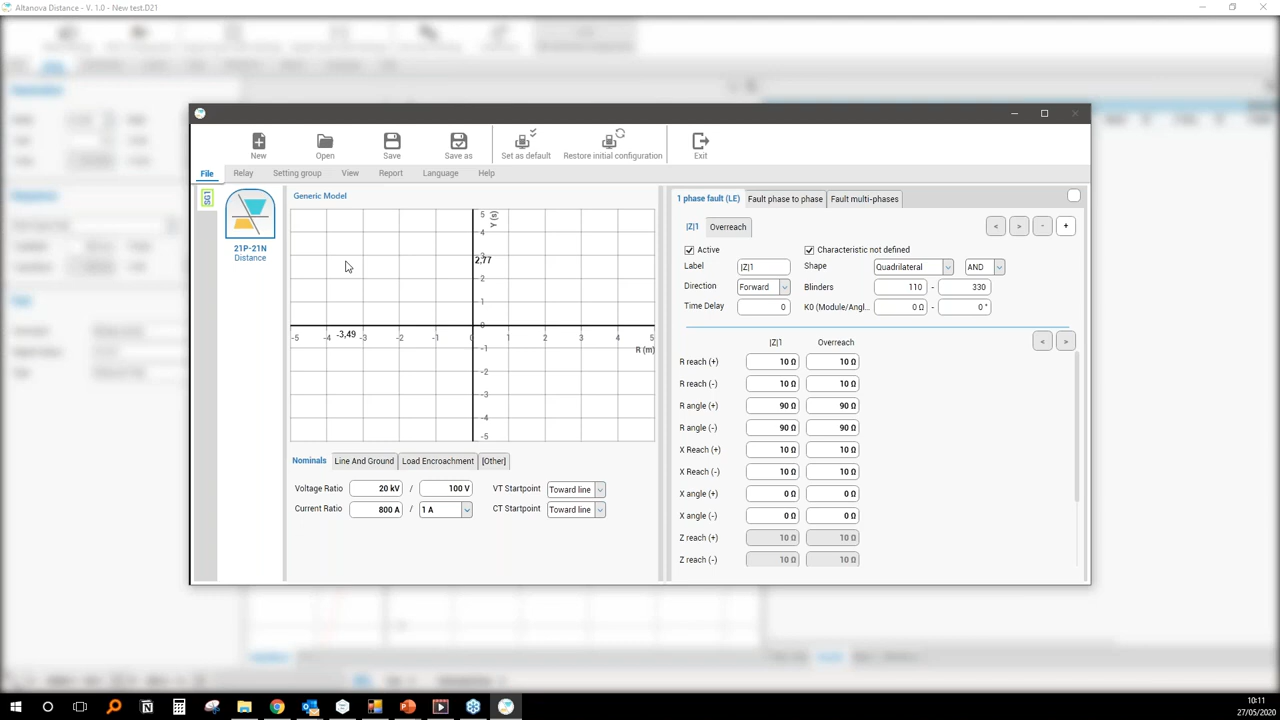 Altanova Distance - V. 1.0 - New test.D21
New
Open
Save
Save as
Set as default
Restore initial configuration
Exit
File
Relay
Setting group
View
Report
Language
Help
SG1
21P-21N
Distance
Generic Model
5
4
3
2
1
0
-1
-2
-3
-4
-5
Y (s)
2,77
-3,49
-5 -4 -3 -2 -1 0 1 2 3 4 5
R (m)
Nominals
Line And Ground
Load Encroachment
[Other]
Voltage Ratio 20 kV / 100 V VT Startpoint Toward line
Current Ratio 800 A / 1 A CT Startpoint Toward line
1 phase fault (LE)
Fault phase to phase
Fault multi-phases
|Z|1
Overreach
< > - +
Active
Characteristic not defined
Label |Z|1 Shape Quadrilateral AND
Direction Forward Blinders 110 - 330
Time Delay 0 K0 (Module/Angl... 0 Ω - 0 °
|Z|1 Overreach
< >
R reach (+) 10 Ω 10 Ω
R reach (-) 10 Ω 10 Ω
R angle (+) 90 Ω 90 Ω
R angle (-) 90 Ω 90 Ω
X Reach (+) 10 Ω 10 Ω
X Reach (-) 10 Ω 10 Ω
X angle (+) 0 Ω 0 Ω
X angle (-) 0 Ω 0 Ω
Z reach (+) 10 Ω 10 Ω
Z reach (-) 10 Ω 10 Ω
10:11
27/05/2020